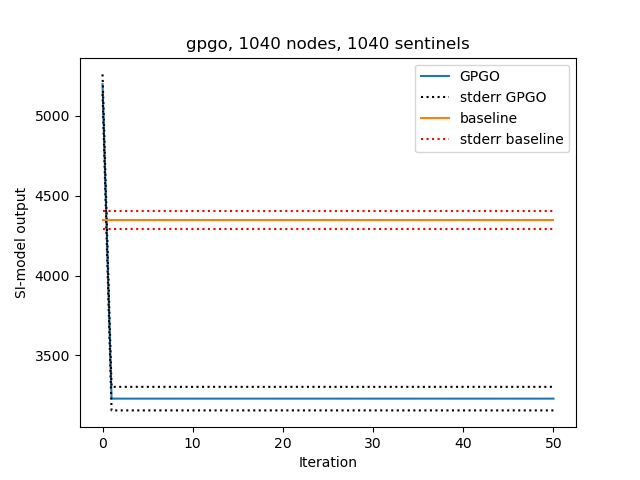 gpgo, 1040 nodes, 1040 sentinels
GPGO
stderr GPGO
baseline
stderr baseline
5000
4500
4000
3500
SI-model output
0 10 20 30 40 50
Iteration